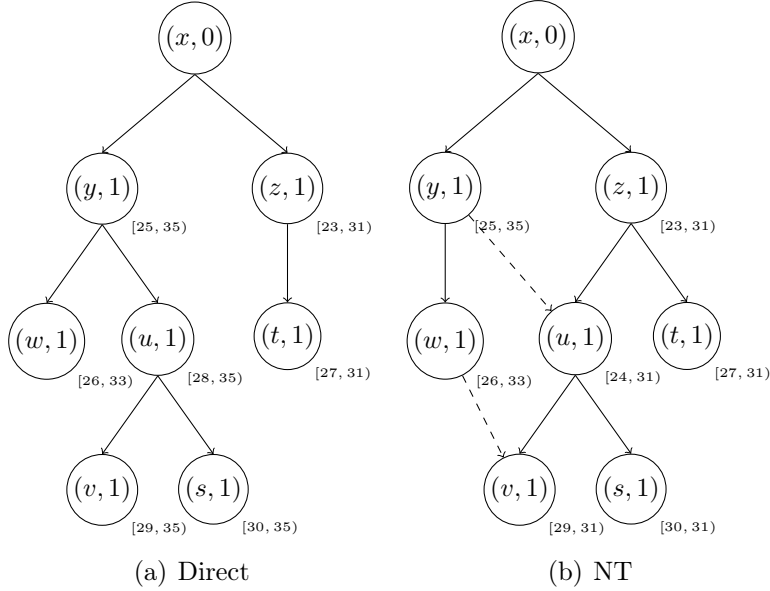 (x, 0) (x, 0)
(y, 1) (z, 1) (y, 1) (z, 1)
[25, 35) [23, 31) [25, 35) [23, 31)
(w, 1) (u, 1) (t, 1) (w, 1) (u, 1) (t, 1)
[26, 33) [28, 35) [27, 31) [26, 33) [24, 31) [27, 31)
(v, 1) (s, 1) (v, 1) (s, 1)
[29, 35) [30, 35) [29, 31) [30, 31)
(a) Direct (b) NT